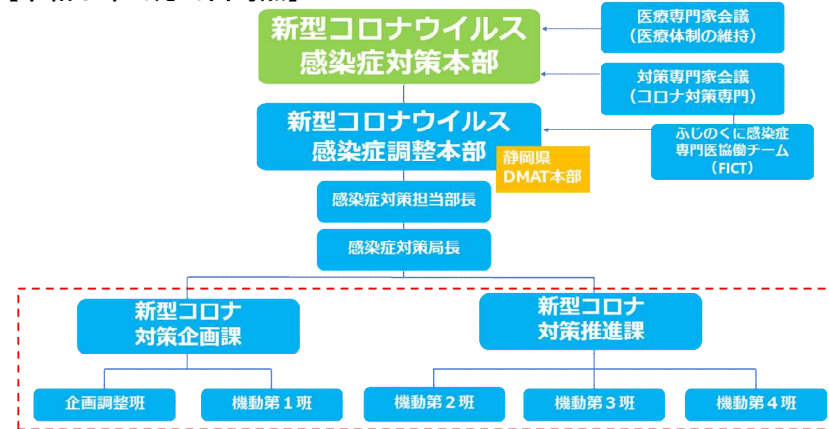 新型コロナウイルス
感染症対策本部
医療専門家会議
（医療体制の維持）
対策専門家会議
（コロナ対策専門）
新型コロナウイルス
感染症調整本部
ふじのくに感染症
専門医協働チーム
（FICT）
静岡県
DMAT本部
感染症対策担当部長
感染症対策局長
新型コロナ
対策企画課
新型コロナ
対策推進課
企画調整班
機動第１班
機動第２班
機動第３班
機動第４班